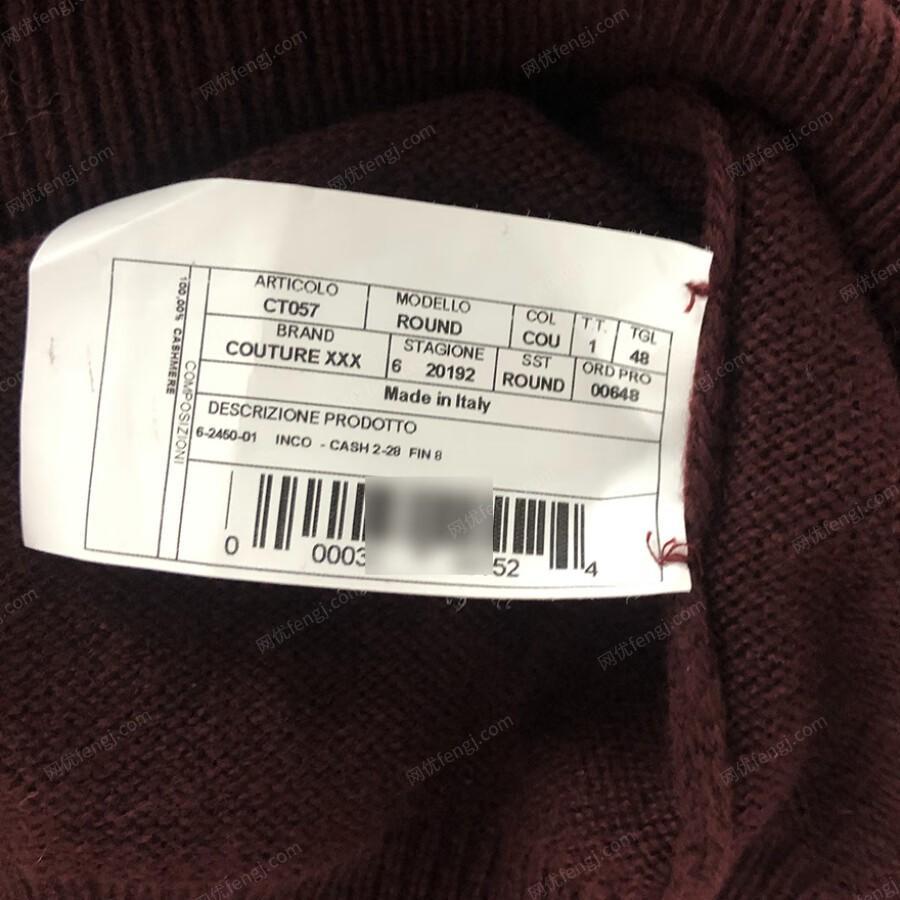 ARTICOLO
CT057
MODELLO
ROUND
COL
COU
T.T.
1
TGL
48
BRAND
COUTURE XXX
STAGIONE
6 20192
SST
ROUND
ORD PRO
00648
Made in Italy
DESCRIZIONE PRODOTTO
6-2450-01 INCO - CASH 2-28 FIN 8
COMPOSIZIONI
100,00% CASHMERE
0 0003 52 4
网优fengj.com